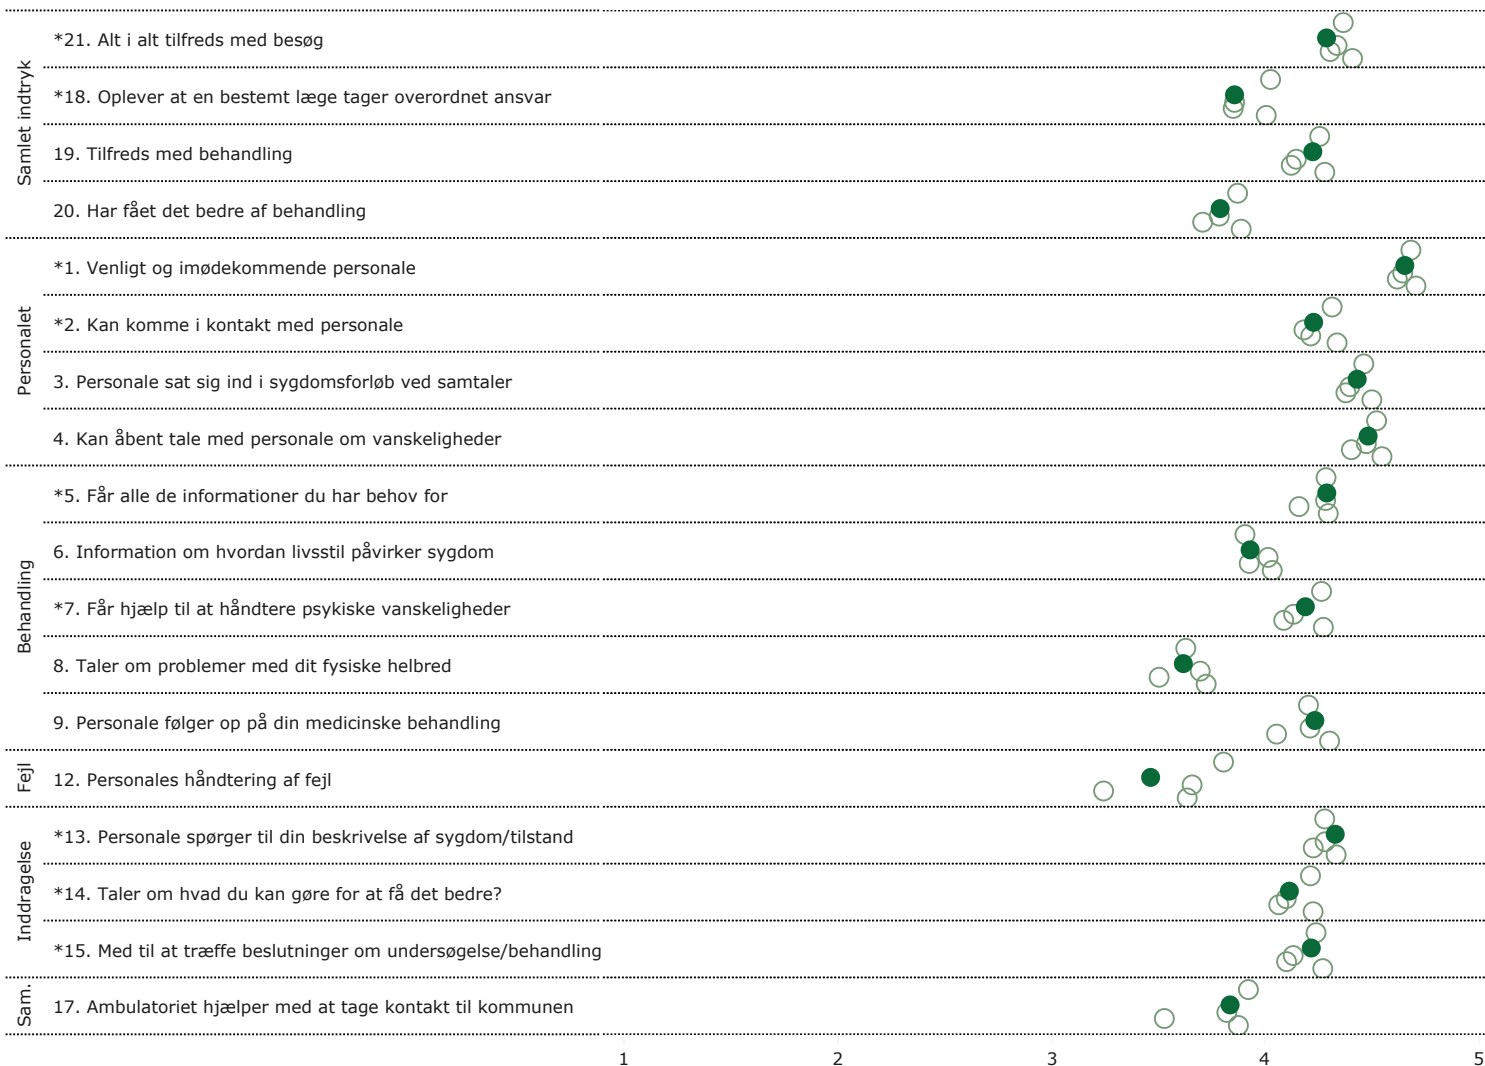 Samlet indtryk
*21. Alt i alt tilfreds med besøg
*18. Oplever at en bestemt læge tager overordnet ansvar
19. Tilfreds med behandling
20. Har fået det bedre af behandling
Personalet
*1. Venligt og imødekommende personale
*2. Kan komme i kontakt med personale
3. Personale sat sig ind i sygdomsforløb ved samtaler
4. Kan åbent tale med personale om vanskeligheder
Behandling
*5. Får alle de informationer du har behov for
6. Information om hvordan livsstil påvirker sygdom
*7. Får hjælp til at håndtere psykiske vanskeligheder
8. Taler om problemer med dit fysiske helbred
9. Personale følger op på din medicinske behandling
Fejl
12. Personales håndtering af fejl
Inddragelse
*13. Personale spørger til din beskrivelse af sygdom/tilstand
*14. Taler om hvad du kan gøre for at få det bedre?
*15. Med til at træffe beslutninger om undersøgelse/behandling
Sam.
17. Ambulatoriet hjælper med at tage kontakt til kommunen
1 2 3 4 5